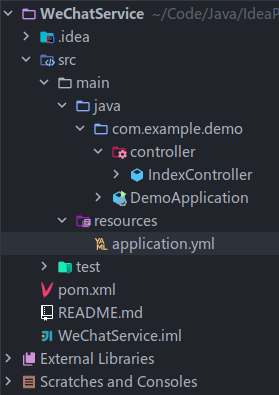 WeChatService ~/Code/Java/IdeaP
.idea
src
main
java
com.example.demo
controller
IndexController
DemoApplication
resources
YAML application.yml
test
pom.xml
README.md
WeChatService.iml
External Libraries
Scratches and Consoles